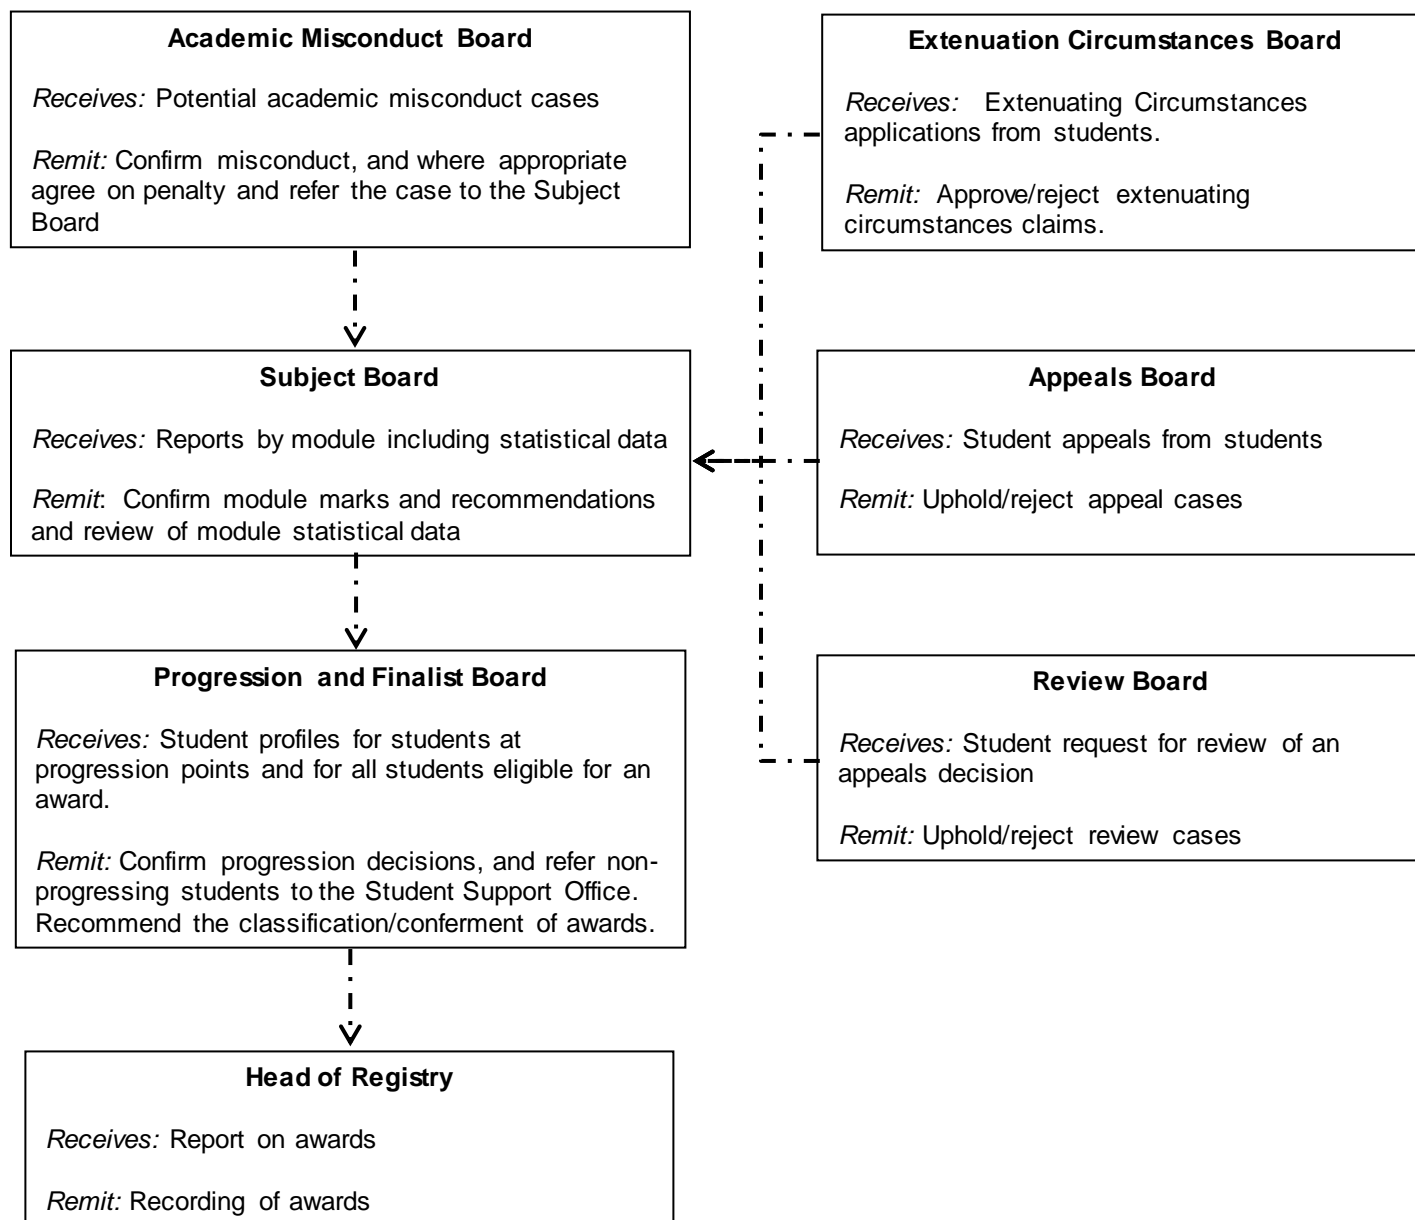 Academic Misconduct Board
Receives: Potential academic misconduct cases
Remit: Confirm misconduct, and where appropriate
agree on penalty and refer the case to the Subject
Board
Extenuation Circumstances Board
Receives: Extenuating Circumstances
applications from students.
Remit: Approve/reject extenuating
circumstances claims.
Subject Board
Receives: Reports by module including statistical data
Remit: Confirm module marks and recommendations
and review of module statistical data
Appeals Board
Receives: Student appeals from students
Remit: Uphold/reject appeal cases
Progression and Finalist Board
Receives: Student profiles for students at
progression points and for all students eligible for an
award.
Remit: Confirm progression decisions, and refer non-
progressing students to the Student Support Office.
Recommend the classification/conferment of awards.
Review Board
Receives: Student request for review of an
appeals decision
Remit: Uphold/reject review cases
Head of Registry
Receives: Report on awards
Remit: Recording of awards